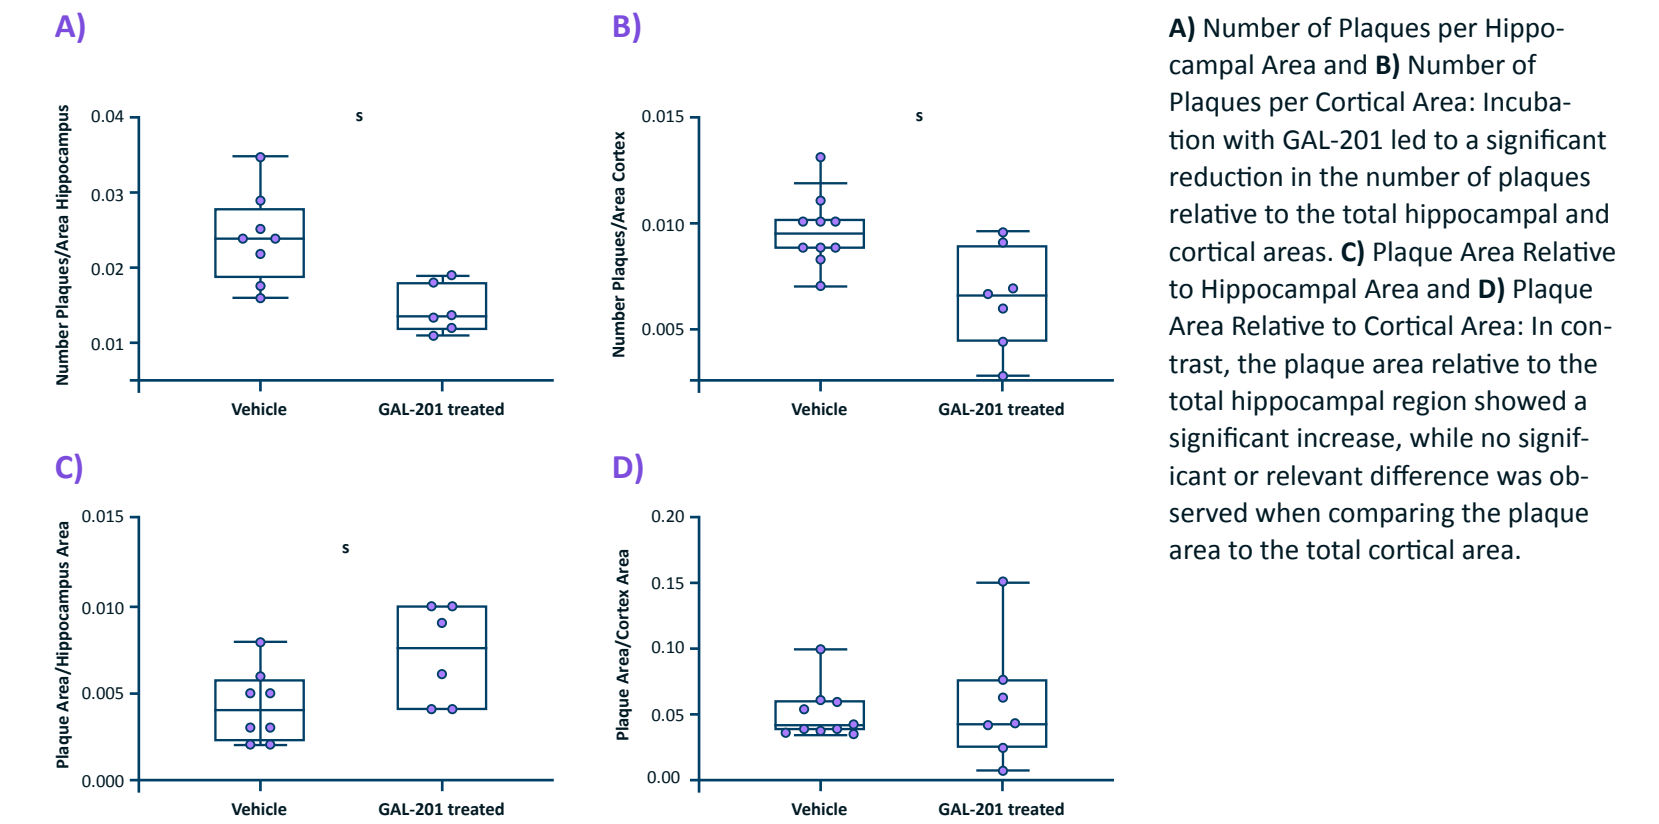 A)
Number Plaques/Area Hippocampus
0.04
0.03
0.02
0.01
s
Vehicle
GAL-201 treated
B)
Number Plaques/Area Cortex
0.015
0.010
0.005
s
Vehicle
GAL-201 treated
C)
Plaque Area/Hippocampus Area
0.015
0.010
0.005
0.000
s
Vehicle
GAL-201 treated
D)
Plaque Area/Cortex Area
0.20
0.15
0.10
0.05
0.00
Vehicle
GAL-201 treated
A) Number of Plaques per Hippo-
campal Area and B) Number of
Plaques per Cortical Area: Incuba-
tion with GAL-201 led to a significant
reduction in the number of plaques
relative to the total hippocampal and
cortical areas. C) Plaque Area Relative
to Hippocampal Area and D) Plaque
Area Relative to Cortical Area: In con-
trast, the plaque area relative to the
total hippocampal region showed a
significant increase, while no signif-
icant or relevant difference was ob-
served when comparing the plaque
area to the total cortical area.